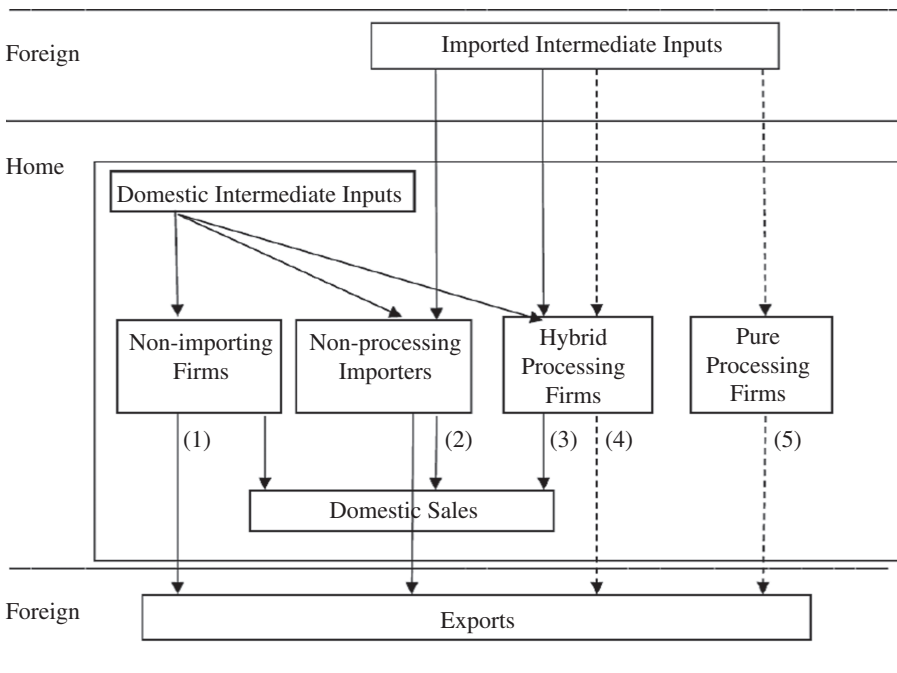 Foreign
Imported Intermediate Inputs
Home
Domestic Intermediate Inputs
Non-importing
Firms
Non-processing
Importers
Hybrid
Processing
Firms
Pure
Processing
Firms
(1)
(2)
(3)
(4)
(5)
Domestic Sales
Foreign
Exports